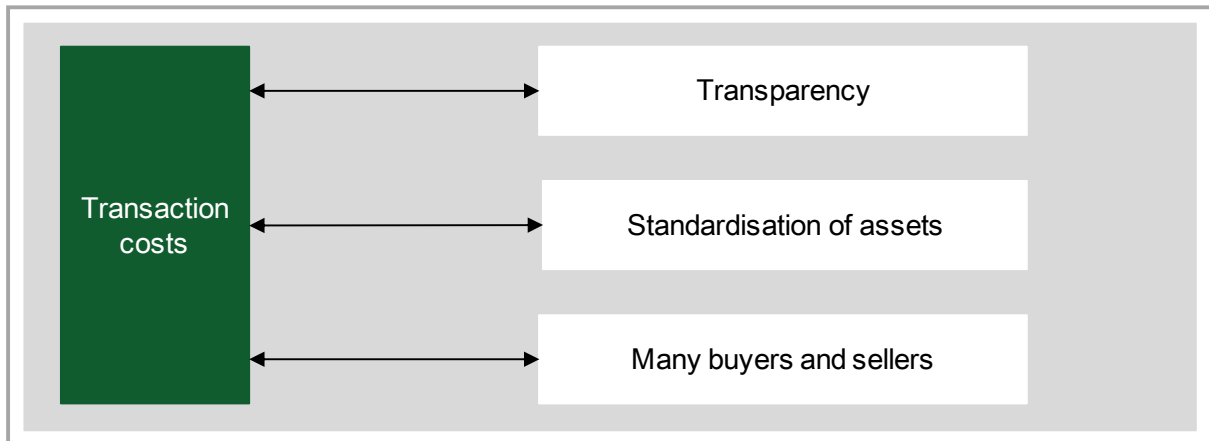 Transaction
costs
Transparency
Standardisation of assets
Many buyers and sellers